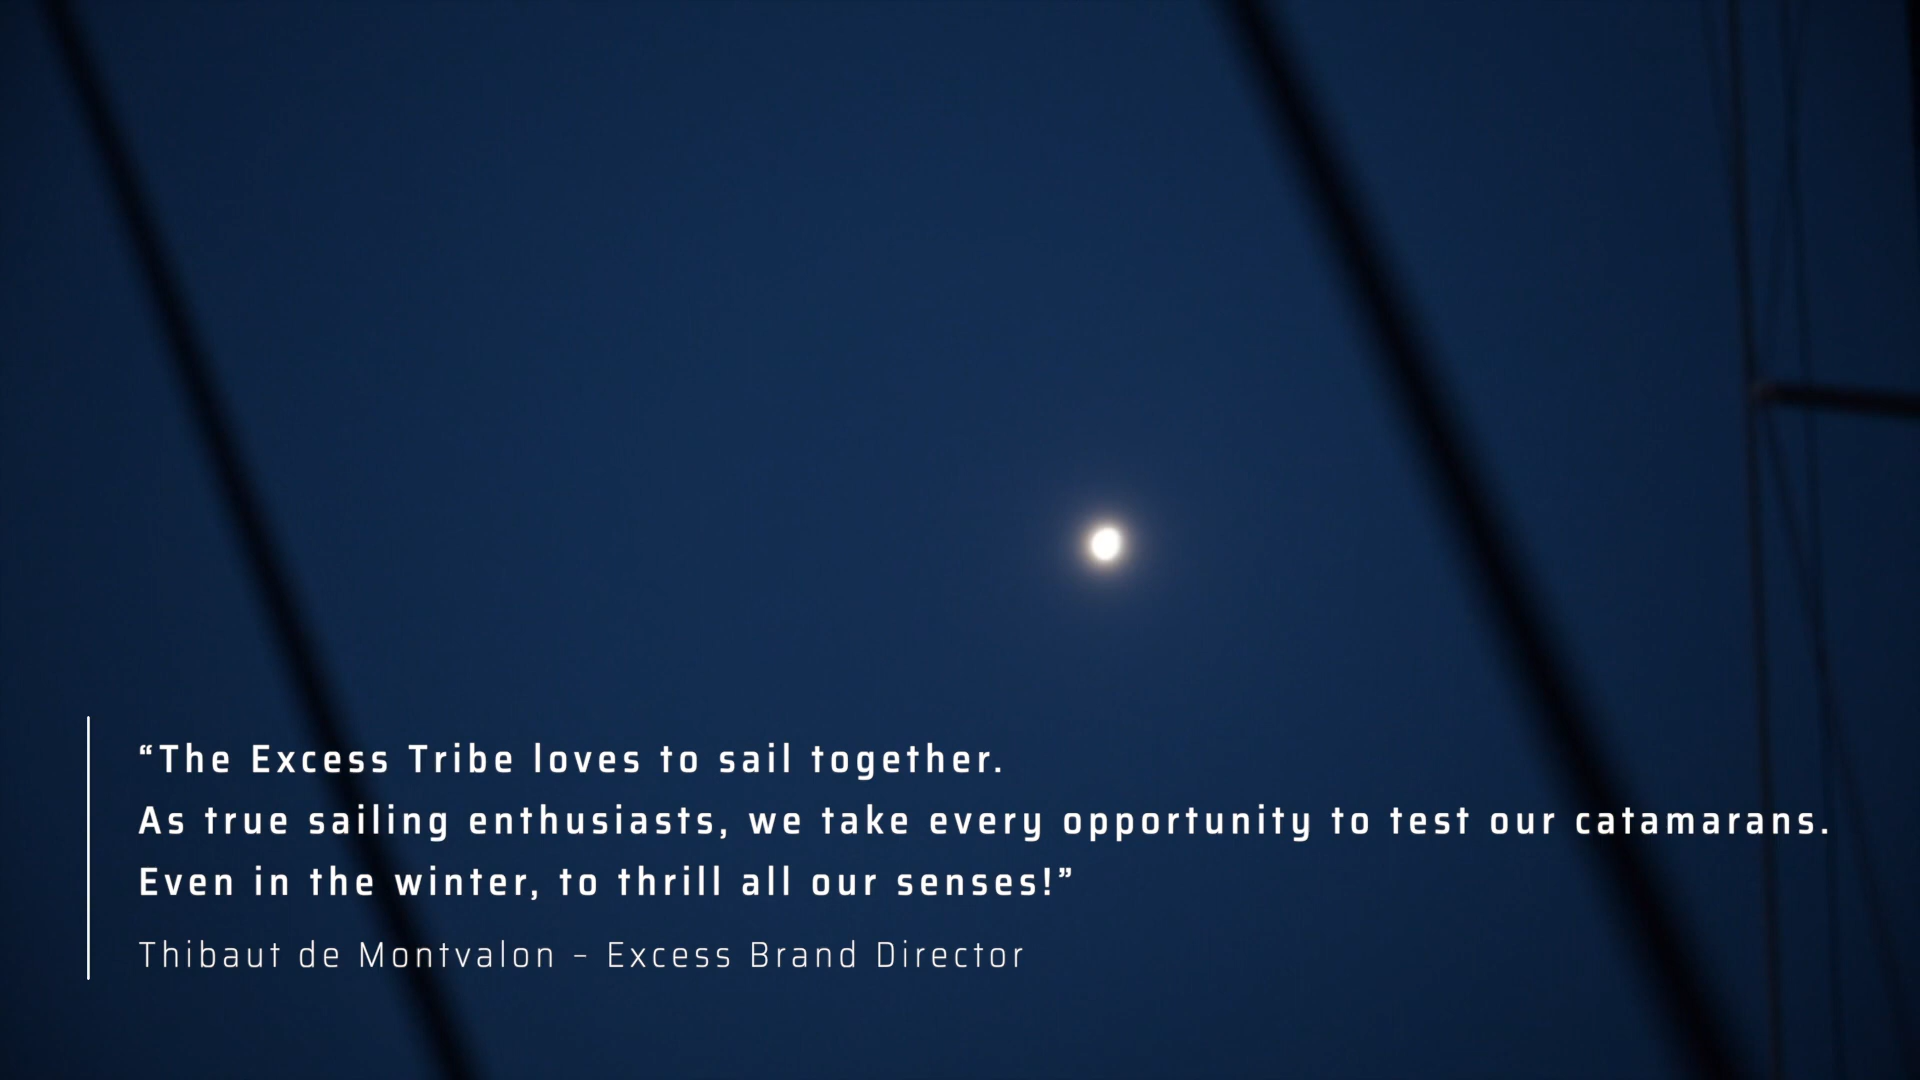 “The Excess Tribe loves to sail together.
As true sailing enthusiasts, we take every opportunity to test our catamarans.
Even in the winter, to thrill all our senses!”
Thibaut de Montvalon – Excess Brand Director